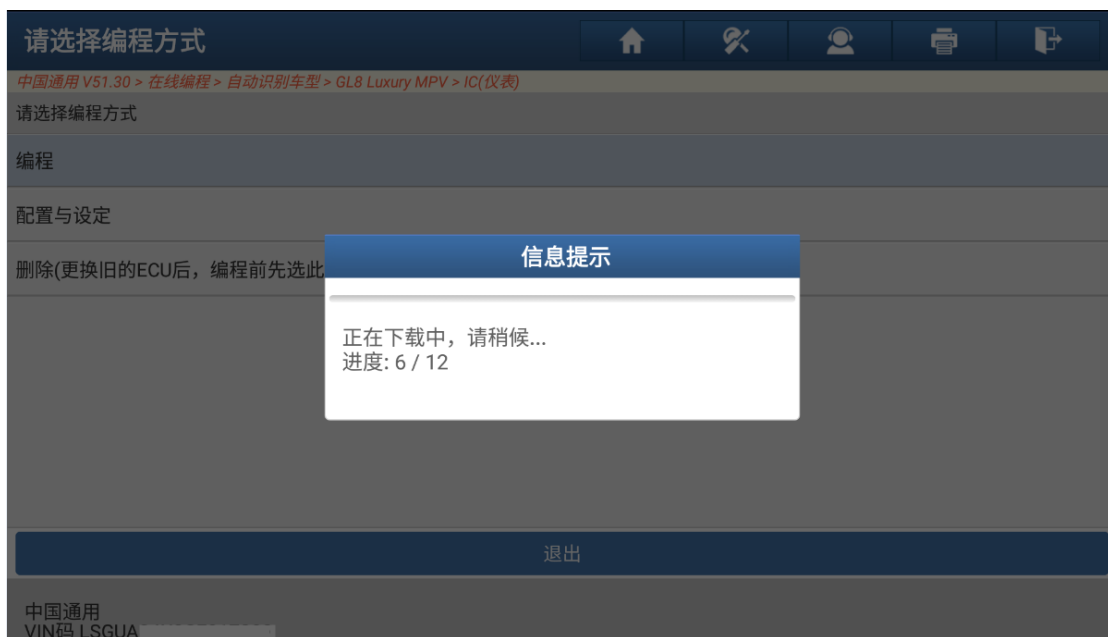 请选择编程方式
中国通用 V51.30 > 在线编程 > 自动识别车型 > GL8 Luxury MPV > IC(仪表)
请选择编程方式
编程
配置与设定
删除(更换旧的ECU后，编程前先选此
信息提示
正在下载中，请稍候...
进度: 6 / 12
退出
中国通用
VIN码 LSGUA